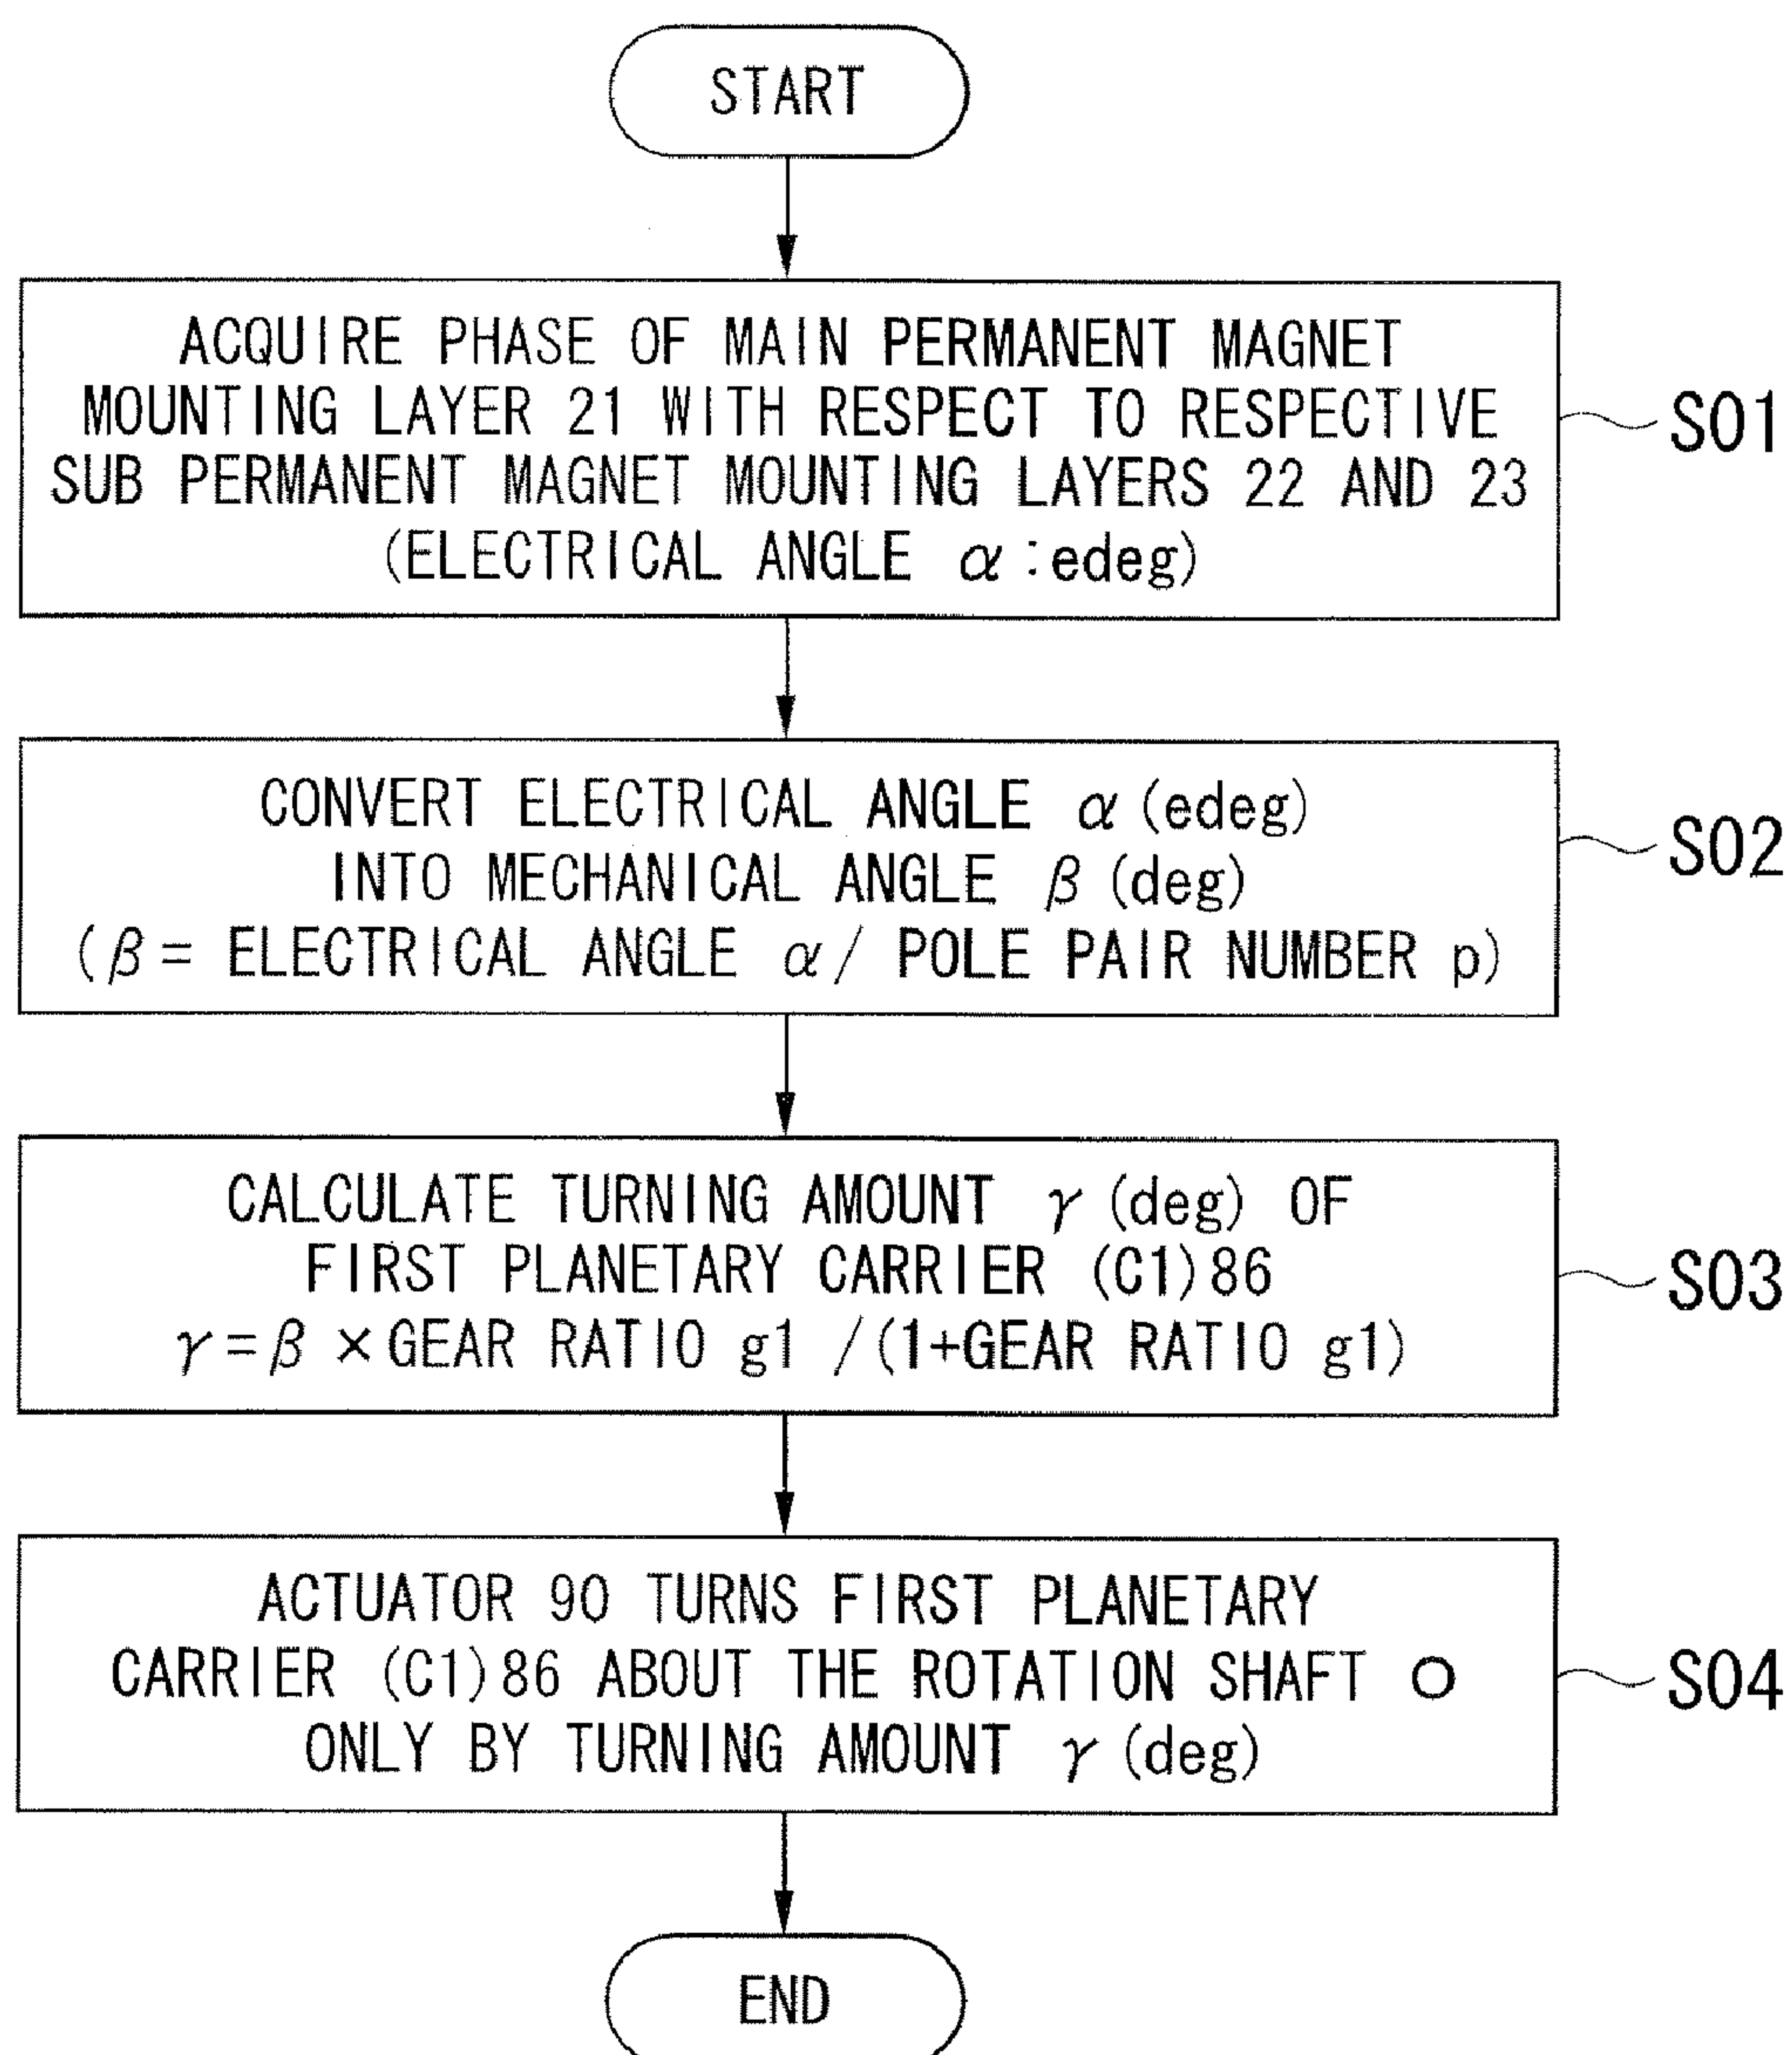 START
ACQUIRE PHASE OF MAIN PERMANENT MAGNET
MOUNTING LAYER 21 WITH RESPECT TO RESPECTIVE
SUB PERMANENT MAGNET MOUNTING LAYERS 22 AND 23
(ELECTRICAL ANGLE α:edeg)
S01
CONVERT ELECTRICAL ANGLE α(edeg)
INTO MECHANICAL ANGLE β(deg)
(β= ELECTRICAL ANGLE α/ POLE PAIR NUMBER p)
S02
CALCULATE TURNING AMOUNT γ(deg) OF
FIRST PLANETARY CARRIER (C1)86
γ=β×GEAR RATIO g1 /(1+GEAR RATIO g1)
S03
ACTUATOR 90 TURNS FIRST PLANETARY
CARRIER (C1)86 ABOUT THE ROTATION SHAFT O
ONLY BY TURNING AMOUNT γ(deg)
S04
END